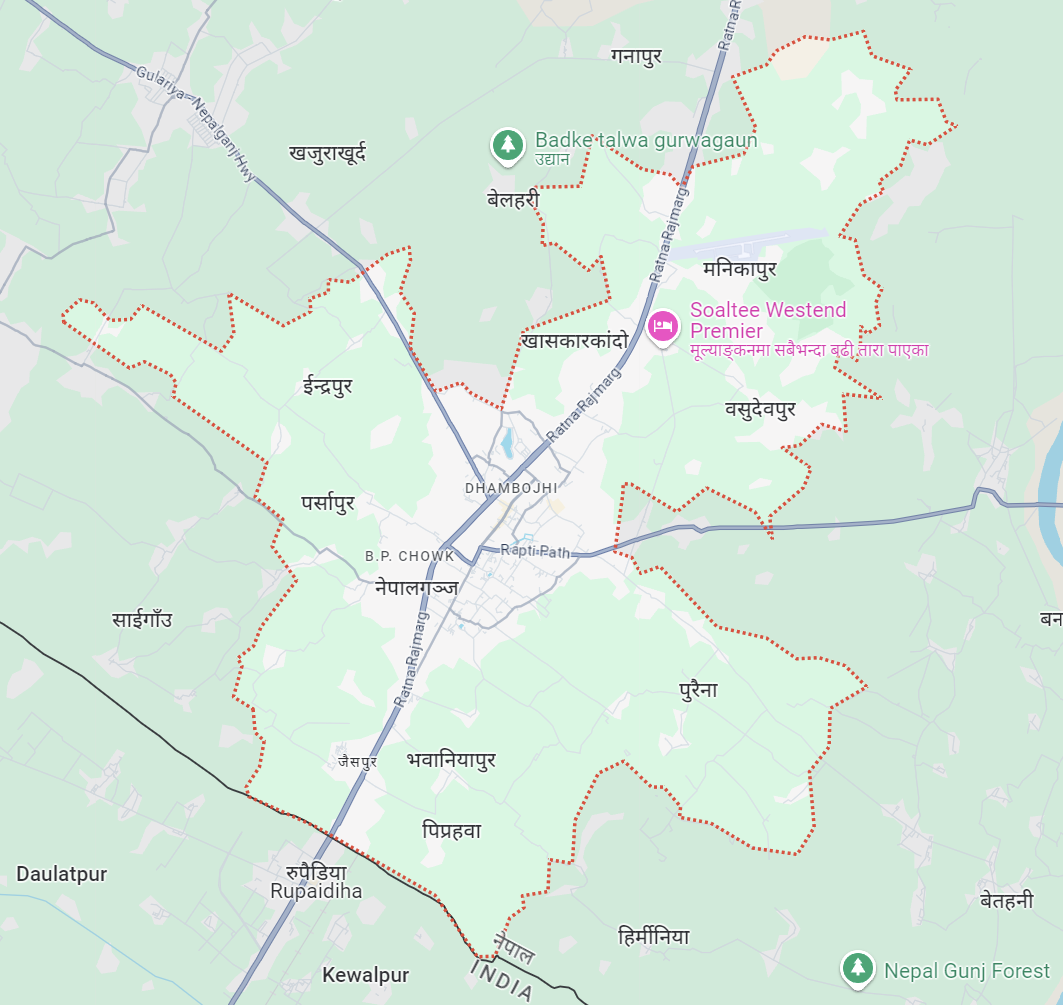 Ratna R
गनापुर
Gulariya - Nepalganj Hwy
खजुराखूर्द
Badke talwa gurwagaun
उद्यान
बेलहरी
Ratna Rajmarg
मनिकापुर
Soaltee Westend
Premier
मूल्याङ्कनमा सबैभन्दा बढी तारा पाएका
खासकारकांदो
ईन्द्रपुर
Ratna Rajmarg
वसुदेवपुर
DHAMBOJHI
पर्सापुर
Rapti Path
B.P. CHOWK
नेपालगञ्ज
साईगाँउ
बन
Ratna Rajmarg
पुरैना
जैसपुर
भवानियापुर
पिप्रहवा
Daulatpur
रुपैडिया
Rupaidiha
बेतहनी
हिर्मीनिया
नेपाल
INDIA
Kewalpur
Nepal Gunj Forest